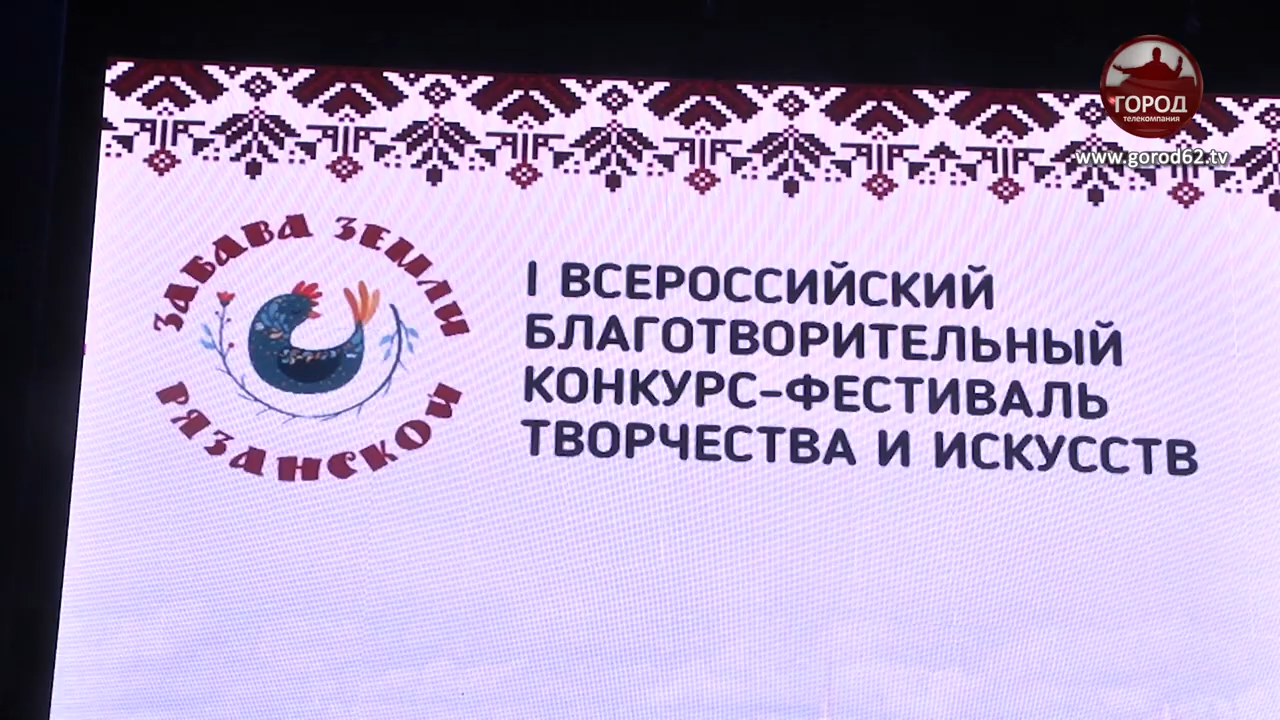 ГОРОД
телекомпания
www.gorod62.tv
ЗАБАВА ЗЕМЛИ
РЯЗАНСКОЙ
I ВСЕРОССИЙСКИЙ
БЛАГОТВОРИТЕЛЬНЫЙ
КОНКУРС-ФЕСТИВАЛЬ
ТВОРЧЕСТВА И ИСКУССТВ